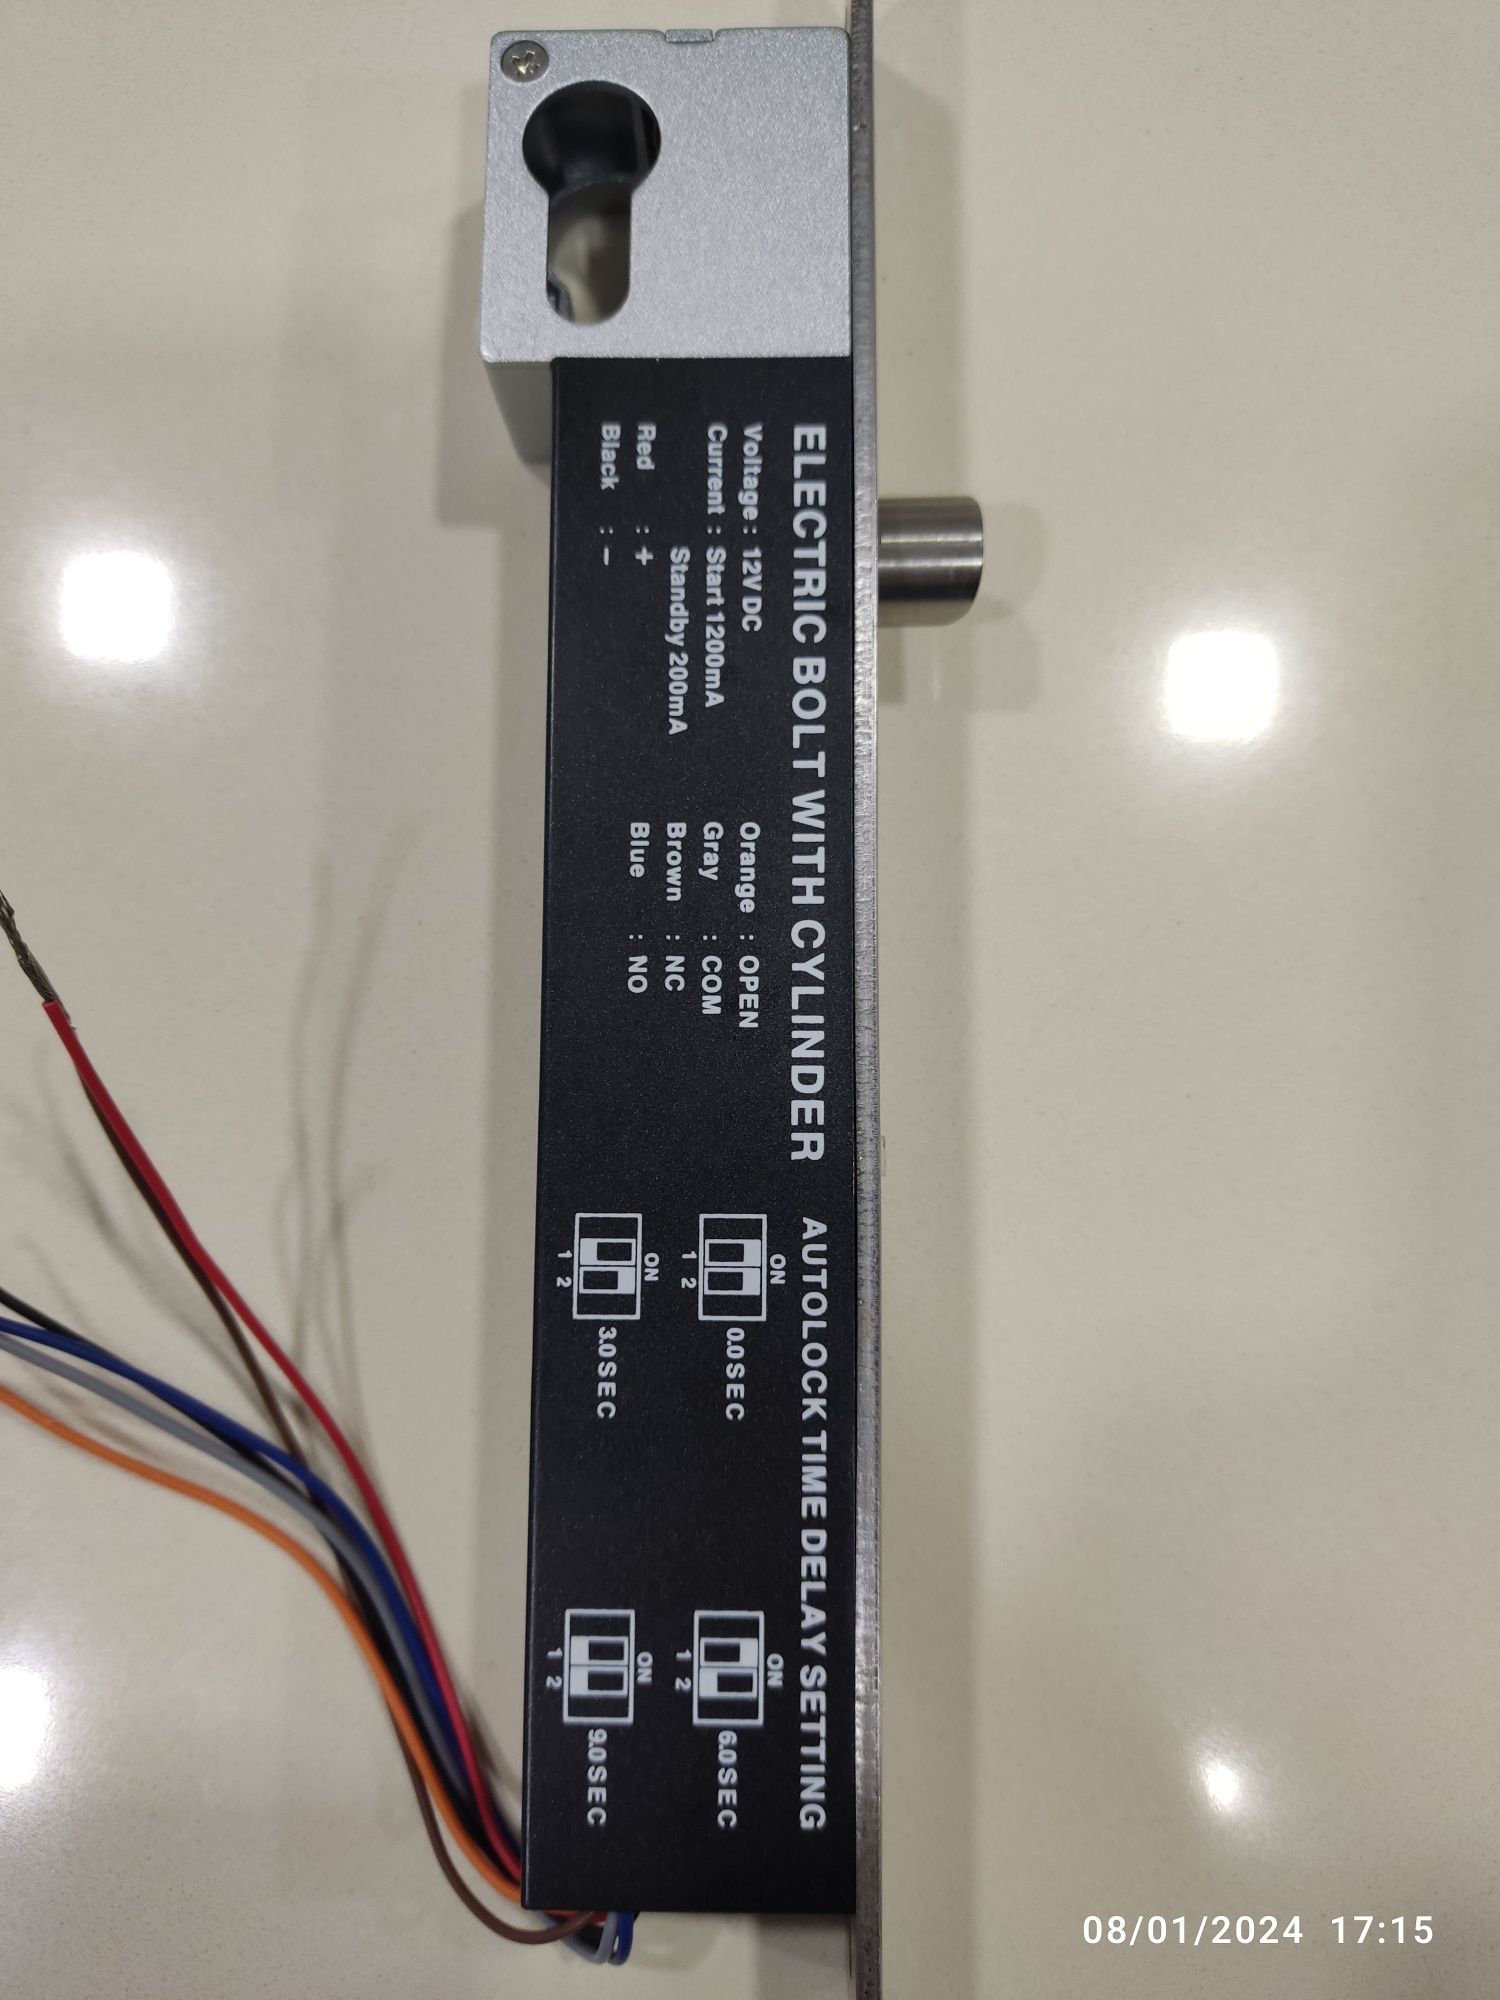 ELECTRIC BOLT WITH CYLINDER
Voltage : 12V DC
Current : Start 1200mA
Standby 200mA
Red : +
Black : −
Orange : OPEN
Gray : COM
Brown : NC
Blue : NO
AUTOLOCK TIME DELAY SETTING
ON
1 2
0.0 SEC
ON
1 2
6.0 SEC
ON
1 2
3.0 SEC
ON
1 2
9.0 SEC
08/01/2024 17:15